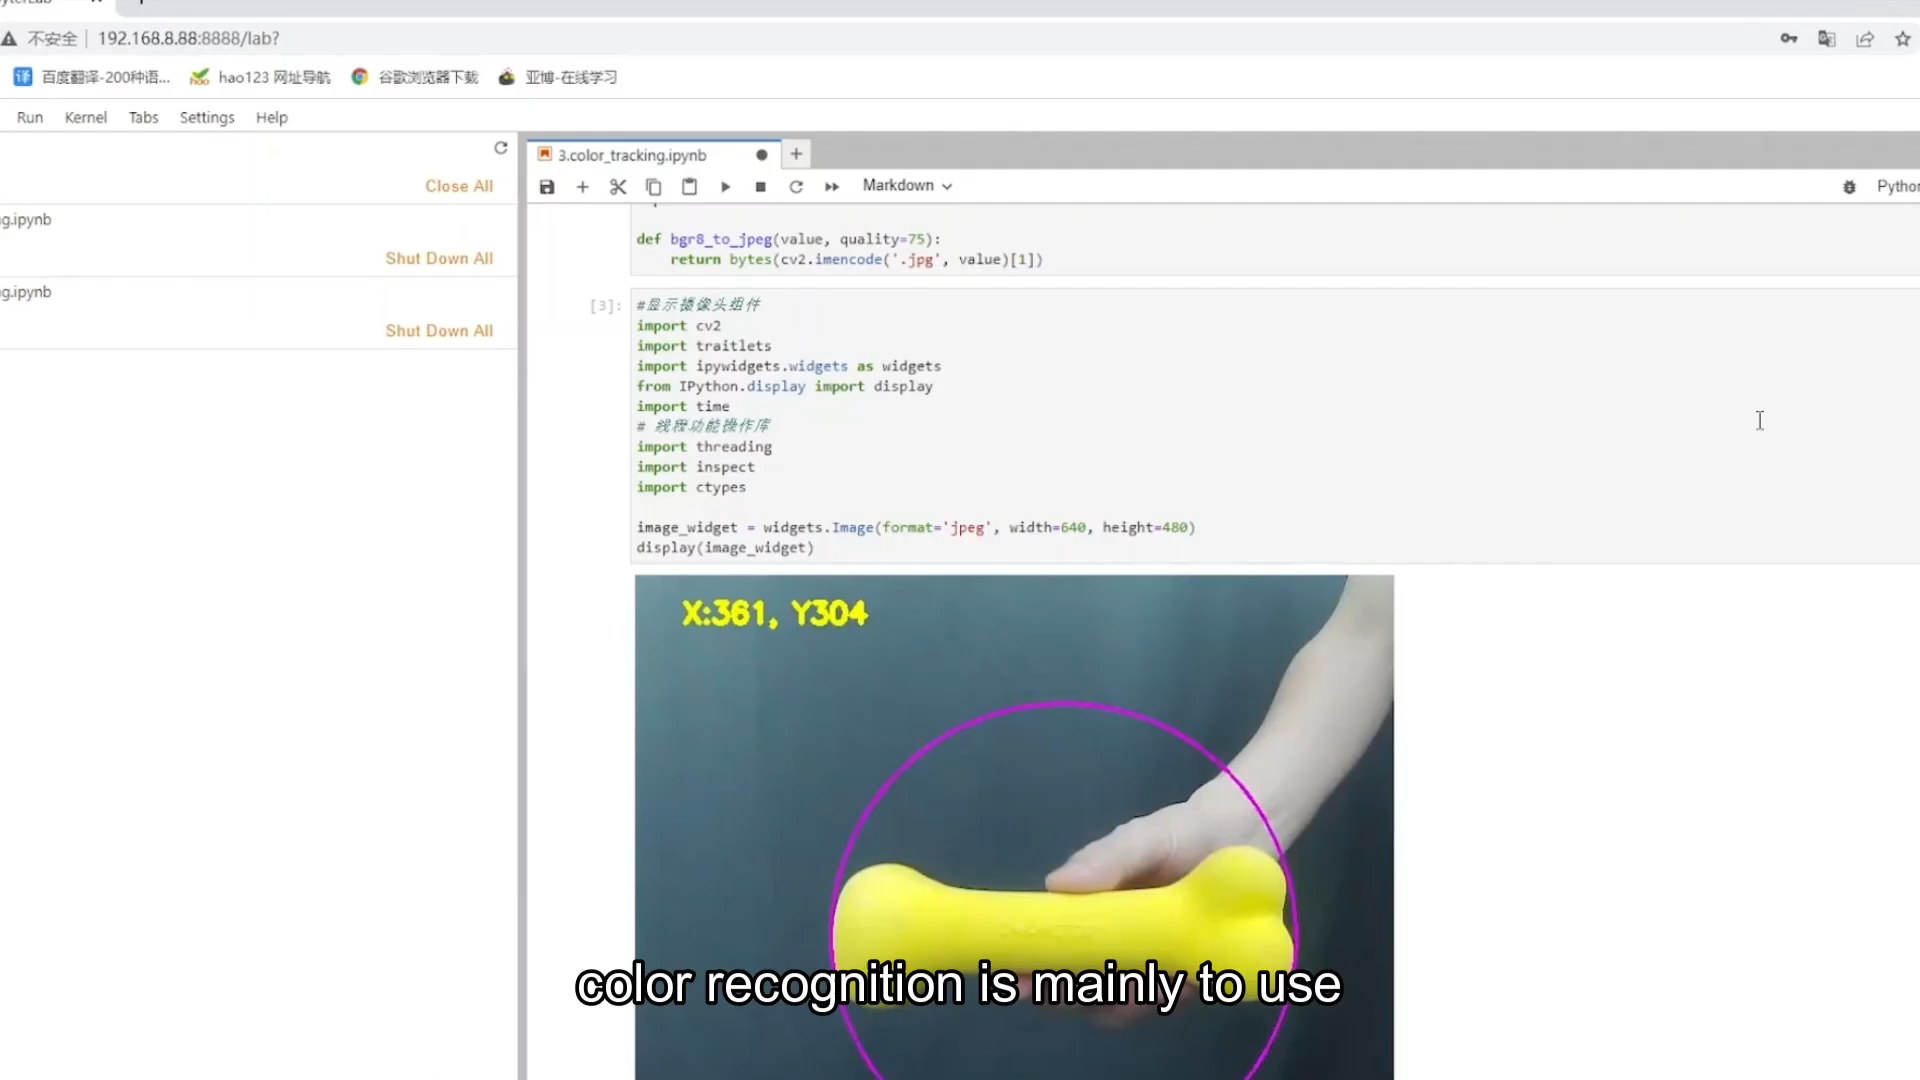 不安全 192.168.8.88:8888/lab?
百度翻译-200种语... hao123 网址导航 谷歌浏览器下载 亚博-在线学习
Run Kernel Tabs Settings Help
Close All
g.ipynb
Shut Down All
g.ipynb
Shut Down All
3.color_tracking.ipynb
Markdown
def bgr8_to_jpeg(value, quality=75):
return bytes(cv2.imencode('.jpg', value)[1])
[3]:
#显示摄像头组件
import cv2
import traitlets
import ipywidgets.widgets as widgets
from IPython.display import display
import time
# 线程功能操作库
import threading
import inspect
import ctypes
image_widget = widgets.Image(format='jpeg', width=640, height=480)
display(image_widget)
X:361, Y304
color recognition is mainly to use